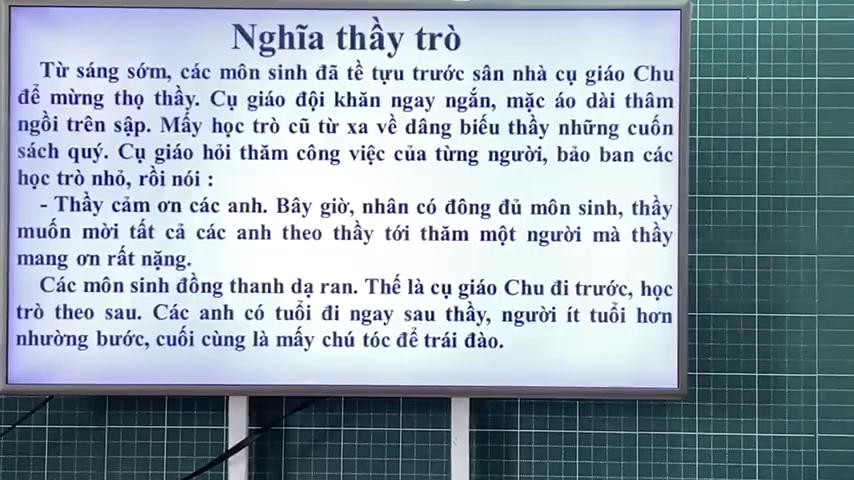 Nghĩa thầy trò
Từ sáng sớm, các môn sinh đã tề tựu trước sân nhà cụ giáo Chu
để mừng thọ thầy. Cụ giáo đội khăn ngay ngắn, mặc áo dài thâm
ngồi trên sập. Mấy học trò cũ từ xa về dâng biếu thầy những cuốn
sách quý. Cụ giáo hỏi thăm công việc của từng người, bảo ban các
học trò nhỏ, rồi nói :
- Thầy cảm ơn các anh. Bây giờ, nhân có đông đủ môn sinh, thầy
muốn mời tất cả các anh theo thầy tới thăm một người mà thầy
mang ơn rất nặng.
Các môn sinh đồng thanh dạ ran. Thế là cụ giáo Chu đi trước, học
trò theo sau. Các anh có tuổi đi ngay sau thầy, người ít tuổi hơn
nhường bước, cuối cùng là mấy chú tóc để trái đào.